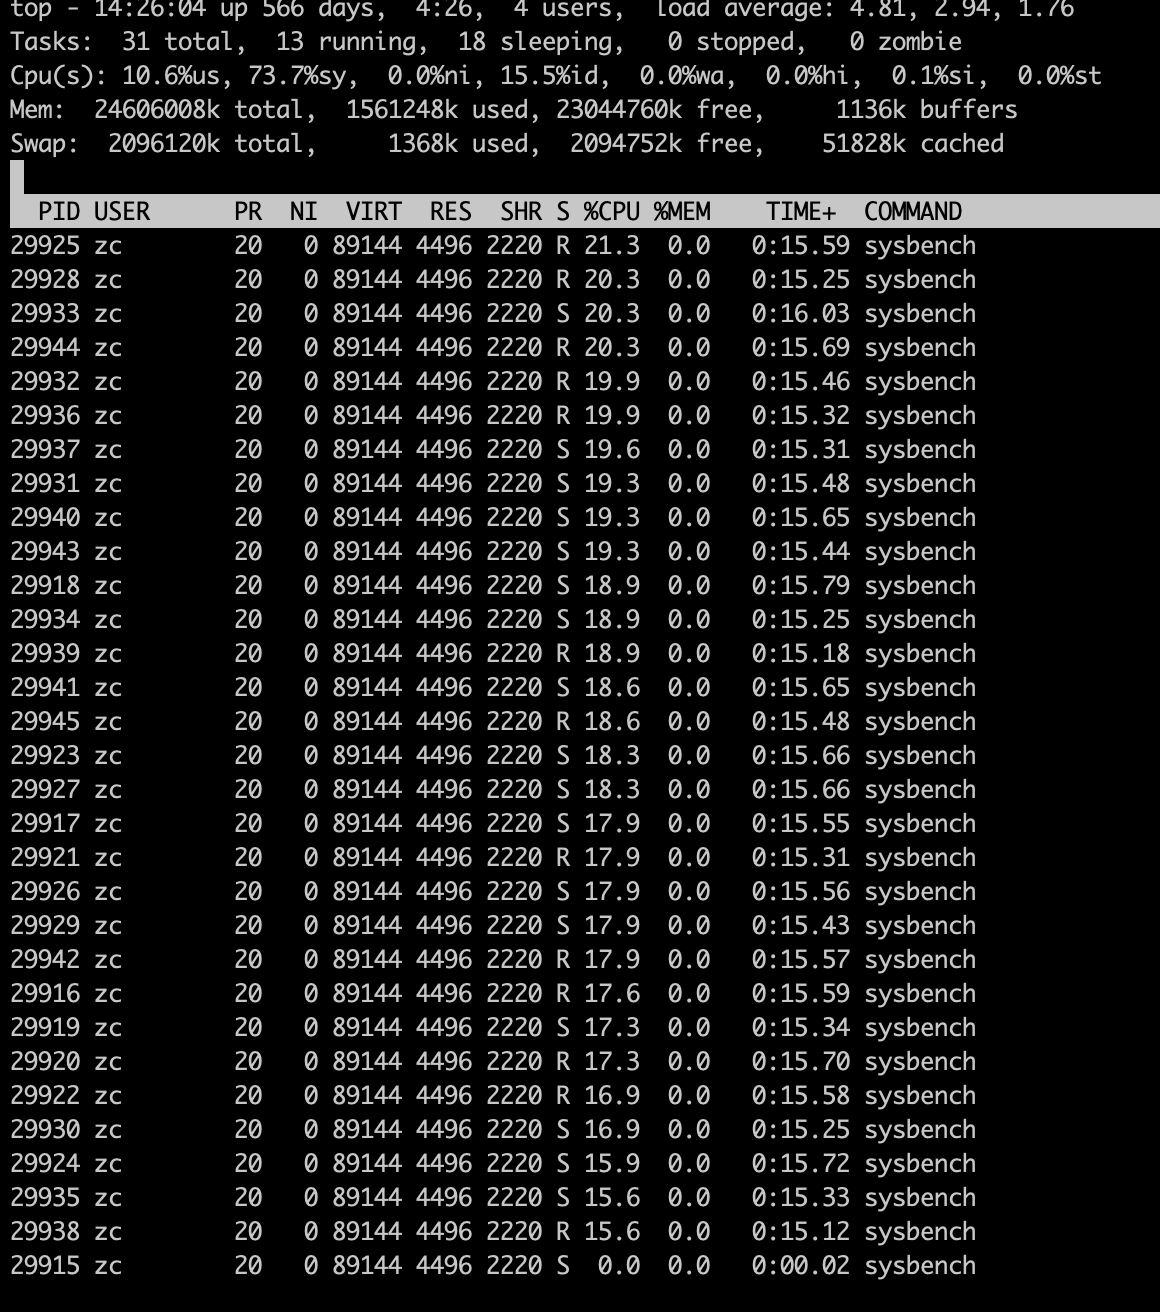 top - 14:26:04 up 566 days,  4:26,  4 users,  load average: 4.81, 2.94, 1.76
Tasks:  31 total,  13 running,  18 sleeping,   0 stopped,   0 zombie
Cpu(s): 10.6%us, 73.7%sy,  0.0%ni, 15.5%id,  0.0%wa,  0.0%hi,  0.1%si,  0.0%st
Mem:  24606008k total,  1561248k used, 23044760k free,     1136k buffers
Swap:  2096120k total,     1368k used,  2094752k free,    51828k cached
  PID USER      PR  NI  VIRT  RES  SHR S %CPU %MEM    TIME+  COMMAND
29925 zc        20   0 89144 4496 2220 R 21.3  0.0   0:15.59 sysbench
29928 zc        20   0 89144 4496 2220 R 20.3  0.0   0:15.25 sysbench
29933 zc        20   0 89144 4496 2220 S 20.3  0.0   0:16.03 sysbench
29944 zc        20   0 89144 4496 2220 R 20.3  0.0   0:15.69 sysbench
29932 zc        20   0 89144 4496 2220 R 19.9  0.0   0:15.46 sysbench
29936 zc        20   0 89144 4496 2220 R 19.9  0.0   0:15.32 sysbench
29937 zc        20   0 89144 4496 2220 S 19.6  0.0   0:15.31 sysbench
29931 zc        20   0 89144 4496 2220 S 19.3  0.0   0:15.48 sysbench
29940 zc        20   0 89144 4496 2220 S 19.3  0.0   0:15.65 sysbench
29943 zc        20   0 89144 4496 2220 S 19.3  0.0   0:15.44 sysbench
29918 zc        20   0 89144 4496 2220 S 18.9  0.0   0:15.79 sysbench
29934 zc        20   0 89144 4496 2220 S 18.9  0.0   0:15.25 sysbench
29939 zc        20   0 89144 4496 2220 R 18.9  0.0   0:15.18 sysbench
29941 zc        20   0 89144 4496 2220 S 18.6  0.0   0:15.65 sysbench
29945 zc        20   0 89144 4496 2220 R 18.6  0.0   0:15.48 sysbench
29923 zc        20   0 89144 4496 2220 S 18.3  0.0   0:15.66 sysbench
29927 zc        20   0 89144 4496 2220 S 18.3  0.0   0:15.66 sysbench
29917 zc        20   0 89144 4496 2220 S 17.9  0.0   0:15.55 sysbench
29921 zc        20   0 89144 4496 2220 R 17.9  0.0   0:15.31 sysbench
29926 zc        20   0 89144 4496 2220 S 17.9  0.0   0:15.56 sysbench
29929 zc        20   0 89144 4496 2220 S 17.9  0.0   0:15.43 sysbench
29942 zc        20   0 89144 4496 2220 R 17.9  0.0   0:15.57 sysbench
29916 zc        20   0 89144 4496 2220 R 17.6  0.0   0:15.59 sysbench
29919 zc        20   0 89144 4496 2220 S 17.3  0.0   0:15.34 sysbench
29920 zc        20   0 89144 4496 2220 R 17.3  0.0   0:15.70 sysbench
29922 zc        20   0 89144 4496 2220 R 16.9  0.0   0:15.58 sysbench
29930 zc        20   0 89144 4496 2220 S 16.9  0.0   0:15.25 sysbench
29924 zc        20   0 89144 4496 2220 S 15.9  0.0   0:15.72 sysbench
29935 zc        20   0 89144 4496 2220 S 15.6  0.0   0:15.33 sysbench
29938 zc        20   0 89144 4496 2220 R 15.6  0.0   0:15.12 sysbench
29915 zc        20   0 89144 4496 2220 S  0.0  0.0   0:00.02 sysbench